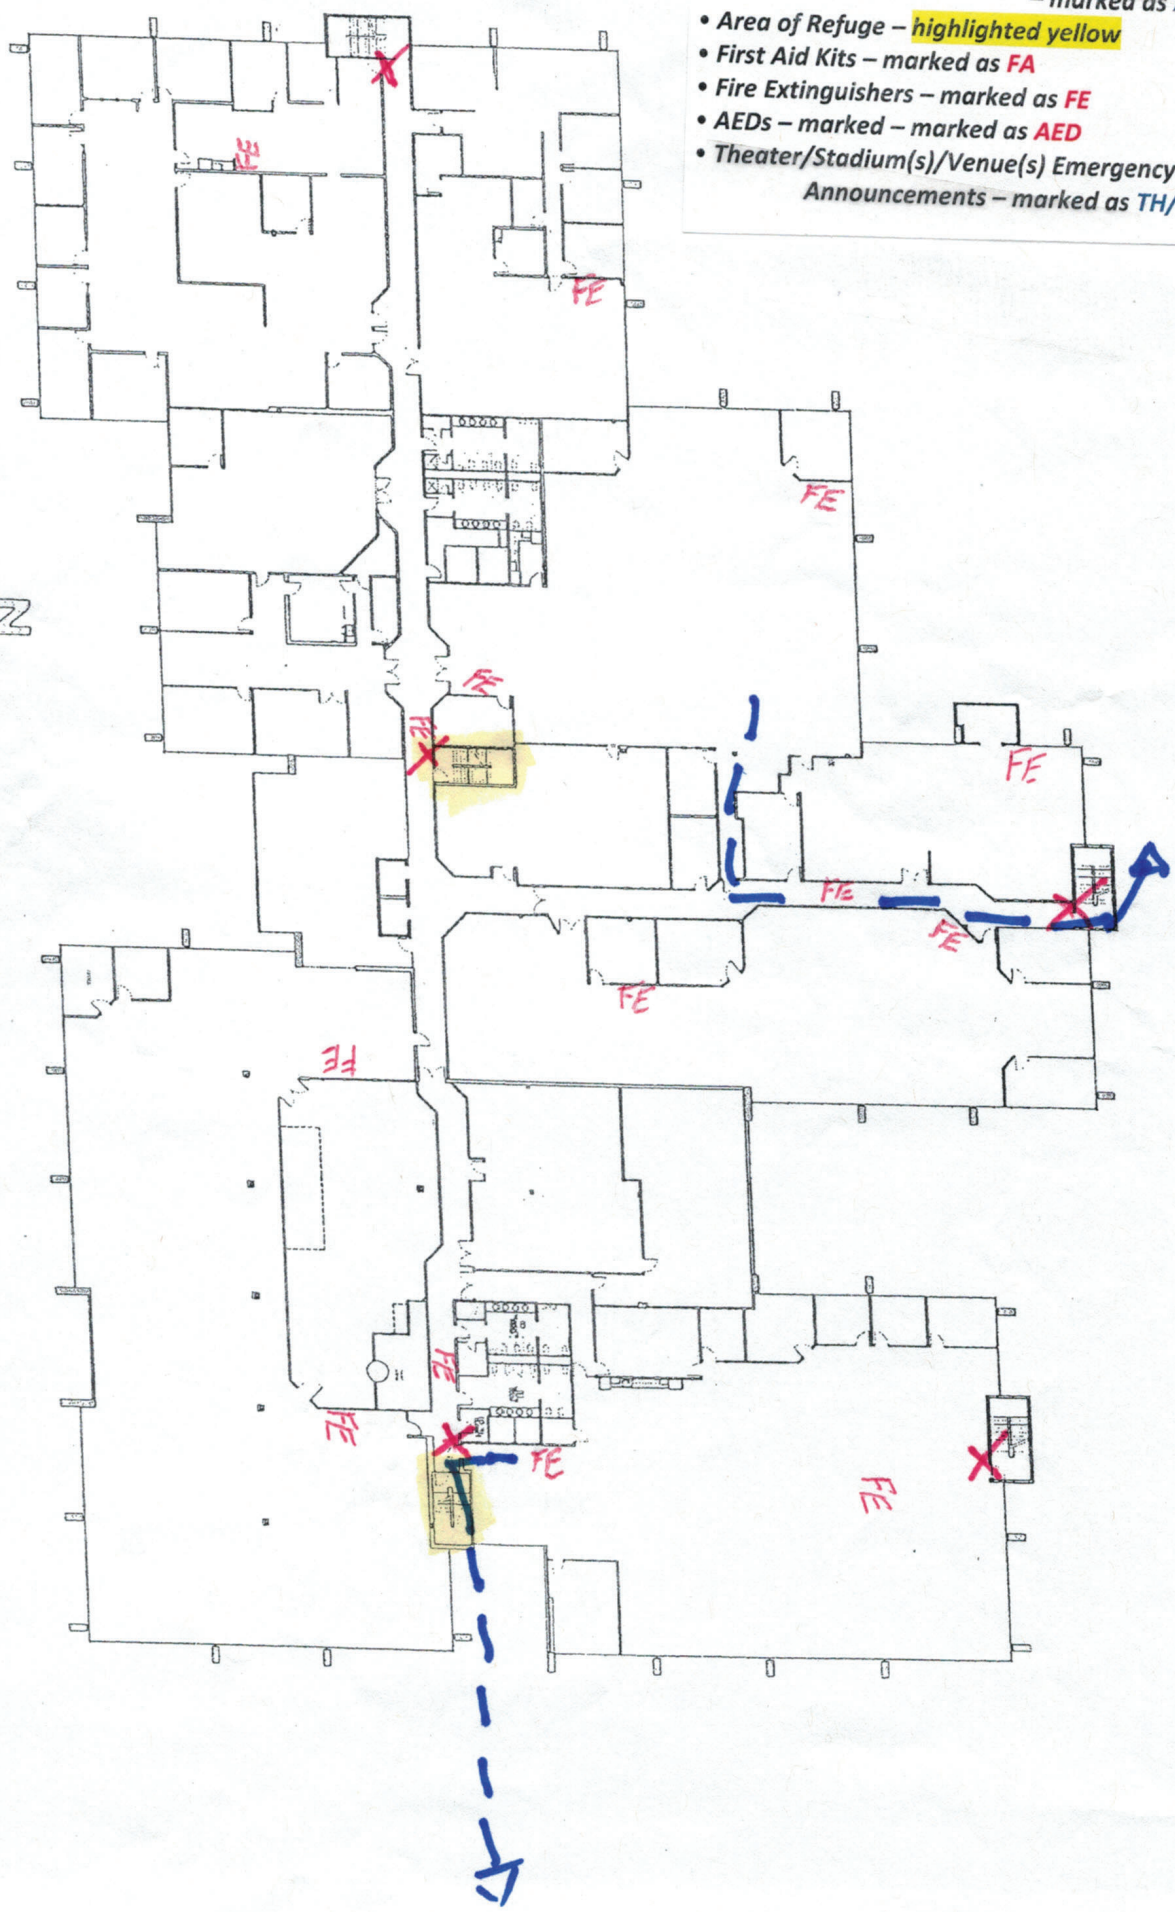 marked as
• Area of Refuge – highlighted yellow
• First Aid Kits – marked as FA
• Fire Extinguishers – marked as FE
• AEDs – marked – marked as AED
• Theater/Stadium(s)/Venue(s) Emergency
Announcements – marked as TH/
FE
FE
FE
N
FE
FE
FE
FE
FE
FE
FE
FE
FE
FE
FE